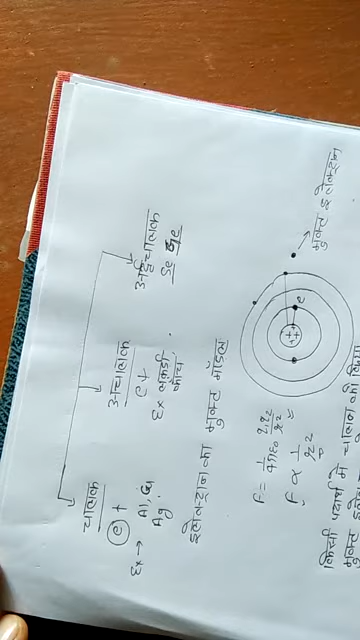 चालक
अचालक
अर्द्धचालक
e +
e +
Se Ge
Ex → Al, Cu
Ag
Ex लकड़ी
कांच
इलेक्ट्रान का मुक्त मॉडल
F = 1/4πε0 q1q2/r2
F ∝ 1/r2
e
++
मुक्त इलेक्ट्रान
किसी पदार्थ में चालन की क्रिया
मुक्त